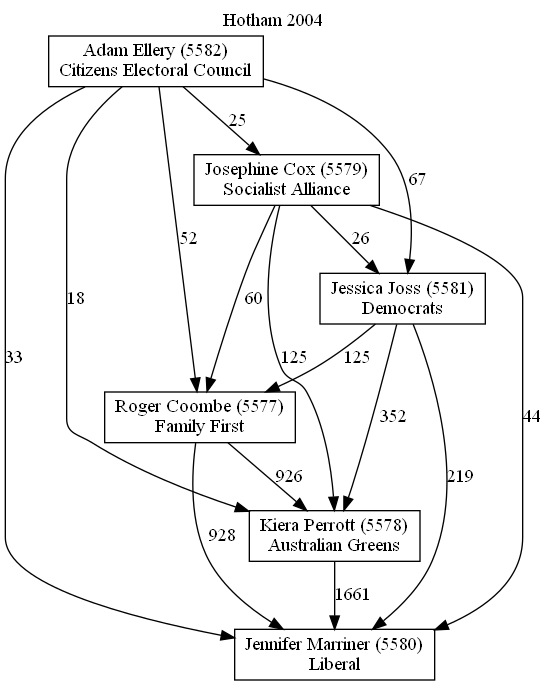 Hotham 2004
Adam Ellery (5582)
Citizens Electoral Council
25
Josephine Cox (5579)
Socialist Alliance
67
52
26
Jessica Joss (5581)
Democrats
18
60
33
125
125
44
Roger Coombe (5577)
Family First
352
926
219
928
Kiera Perrott (5578)
Australian Greens
1661
Jennifer Marriner (5580)
Liberal